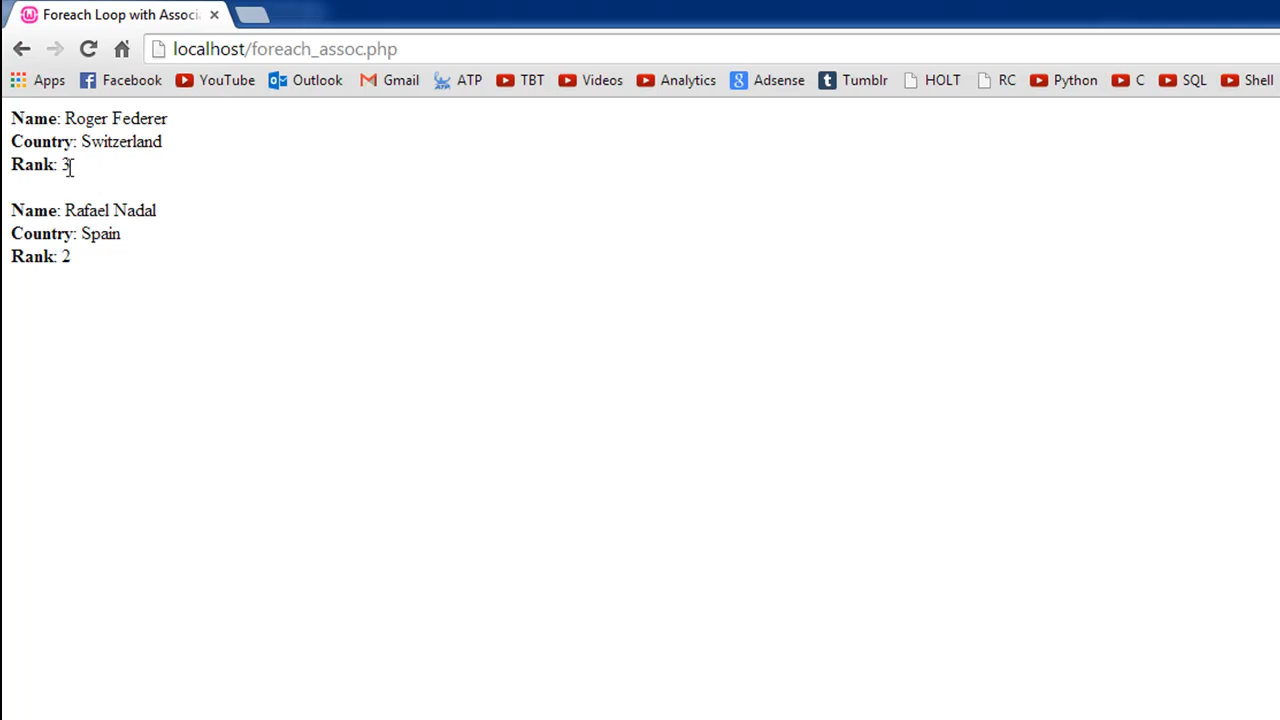 Foreach Loop with Associ
localhost/foreach_assoc.php
Apps Facebook YouTube Outlook Gmail ATP TBT Videos Analytics Adsense Tumblr HOLT RC Python C SQL Shell
Name: Roger Federer
Country: Switzerland
Rank: 3
Name: Rafael Nadal
Country: Spain
Rank: 2